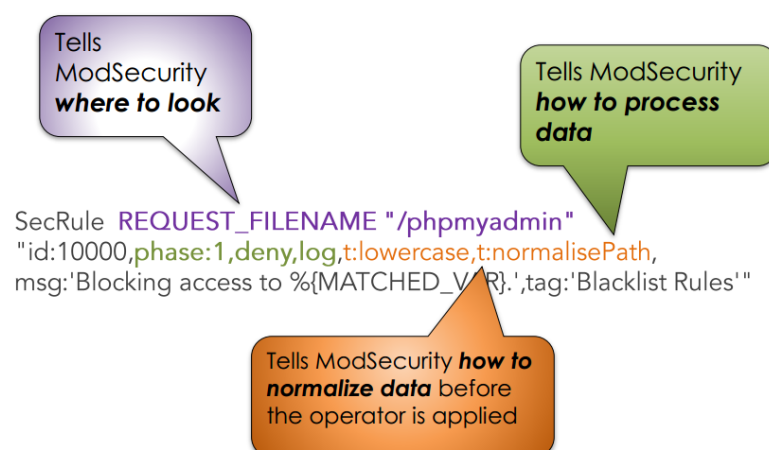 Tells
ModSecurity
where to look
Tells ModSecurity
how to process
data
SecRule REQUEST_FILENAME "/phpmyadmin"
"id:10000,phase:1,deny,log,t:lowercase,t:normalisePath,
msg:'Blocking access to %{MATCHED_VAR}.',tag:'Blacklist Rules'"
Tells ModSecurity how to
normalize data before
the operator is applied